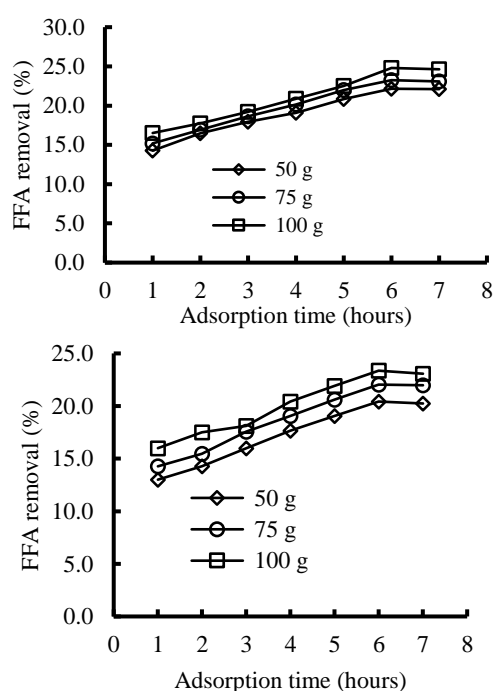 30.0
25.0
20.0
15.0
10.0
5.0
0.0
FFA removal (%)
50 g
75 g
100 g
0 1 2 3 4 5 6 7 8
Adsorption time (hours)
25.0
20.0
15.0
10.0
5.0
0.0
FFA removal (%)
50 g
75 g
100 g
0 1 2 3 4 5 6 7 8
Adsorption time (hours)